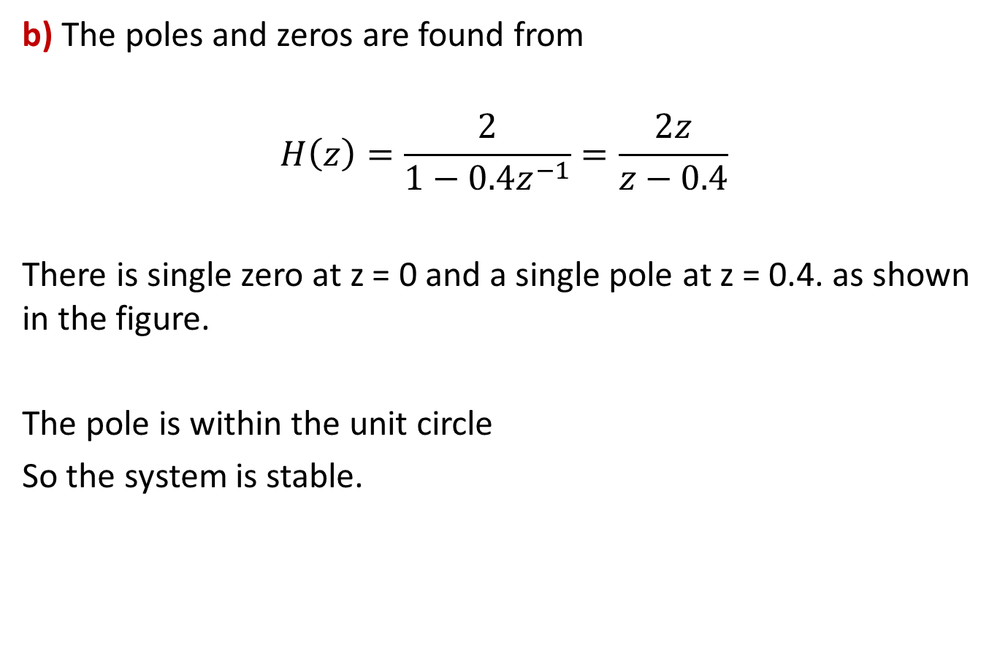 b) The poles and zeros are found from
H(z) = 2 / (1 − 0.4z⁻¹) = 2z / (z − 0.4)
There is single zero at z = 0 and a single pole at z = 0.4. as shown
in the figure.
The pole is within the unit circle
So the system is stable.